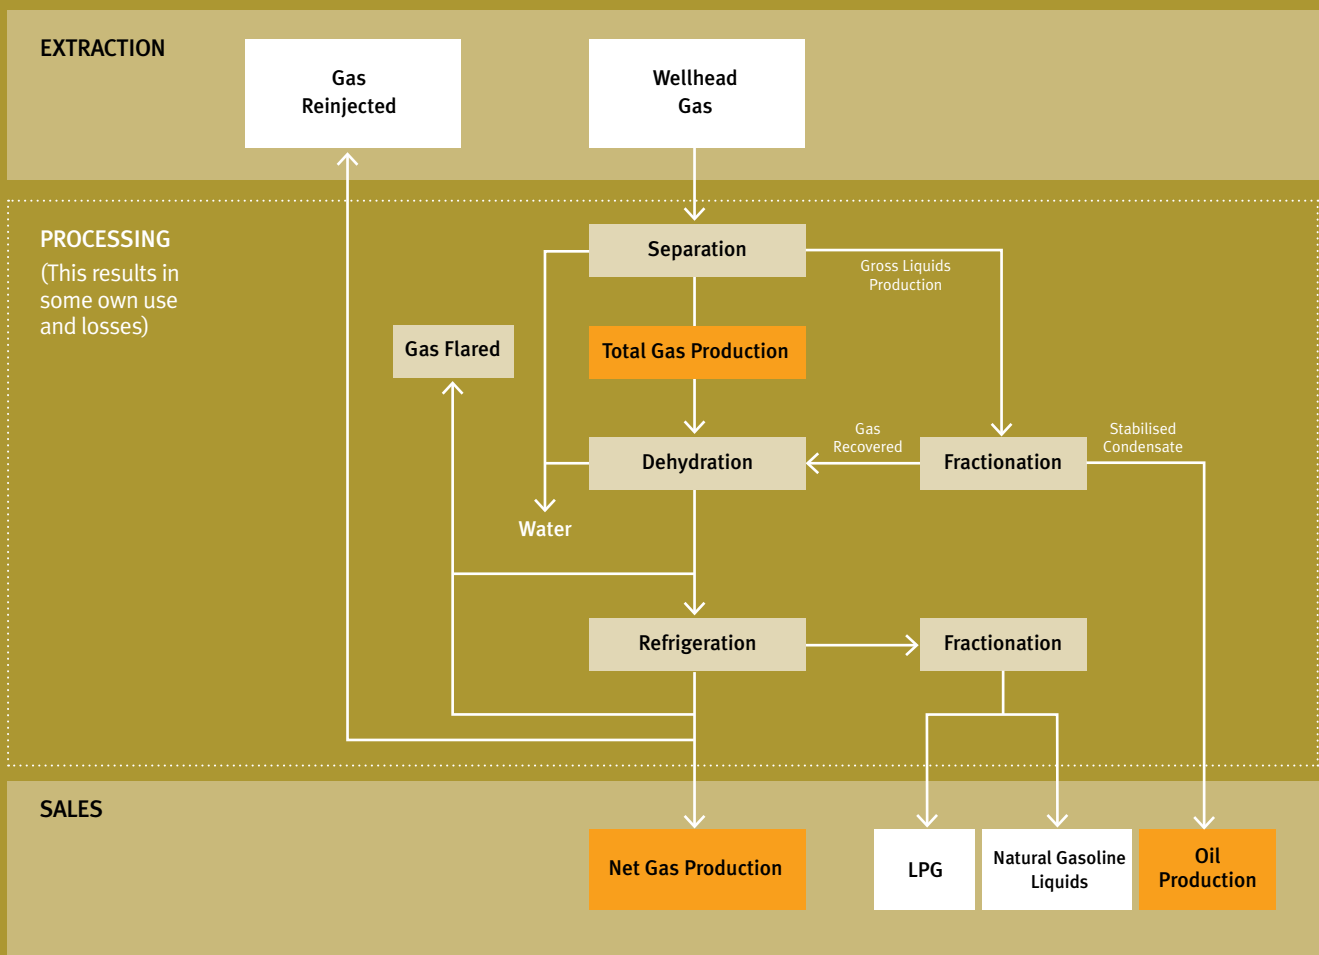 EXTRACTION
Gas
Reinjected
Wellhead
Gas
PROCESSING
(This results in
some own use
and losses)
Separation
Gross Liquids
Production
Gas Flared
Total Gas Production
Dehydration
Gas
Recovered
Fractionation
Stabilised
Condensate
Water
Refrigeration
Fractionation
SALES
Net Gas Production
LPG
Natural Gasoline
Liquids
Oil
Production